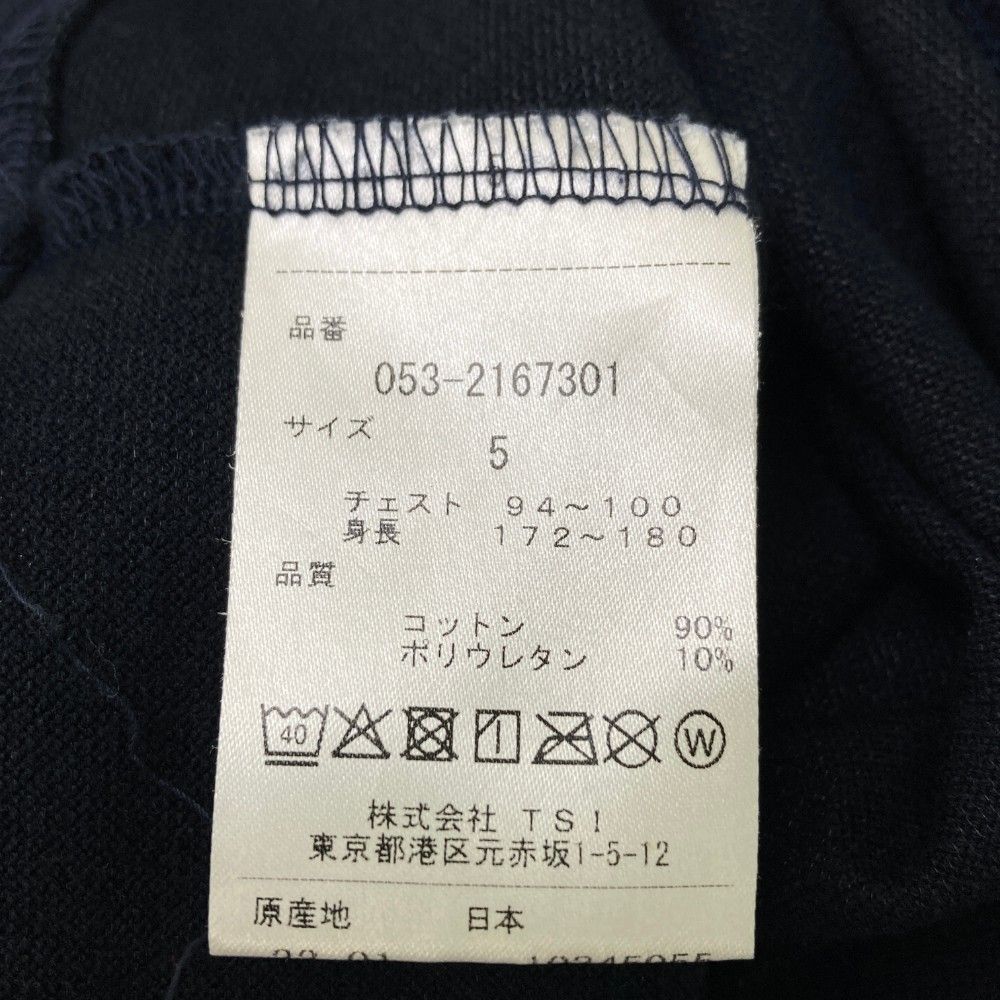 品番
053-2167301
サイズ
5
チェスト 94～100
身長 172～180
品質
コットン 90%
ポリウレタン 10%
40 W
株式会社 TSI
東京都港区元赤坂1-5-12
原産地 日本